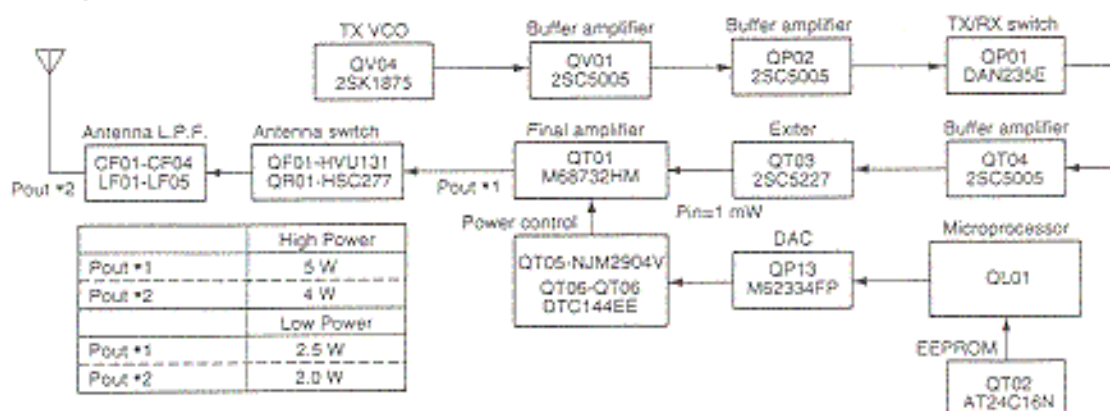 TX VCO
QV04
2SK1875
Buffer amplifier
QV01
2SC5005
Buffer amplifier
QP02
2SC5005
TX/RX switch
QP01
DAN235E
Antenna L.P.F.
CF01-CF04
LF01-LF05
Antenna switch
QF01-HVU131
QR01-HSC277
Final amplifier
QT01
M68732HM
Exiter
QT03
2SC5227
Buffer amplifier
QT04
2SC5005
Pout *2
Pout *1
Pin=1 mW
Power control
QT05-NJM2904V
QT06-QT06
DTC144EE
DAC
QP13
M62334FP
Microprocessor
QL01
EEPROM
QT02
AT24C16N
High Power
Pout *1 5 W
Pout *2 4 W
Low Power
Pout *1 2.5 W
Pout *2 2.0 W